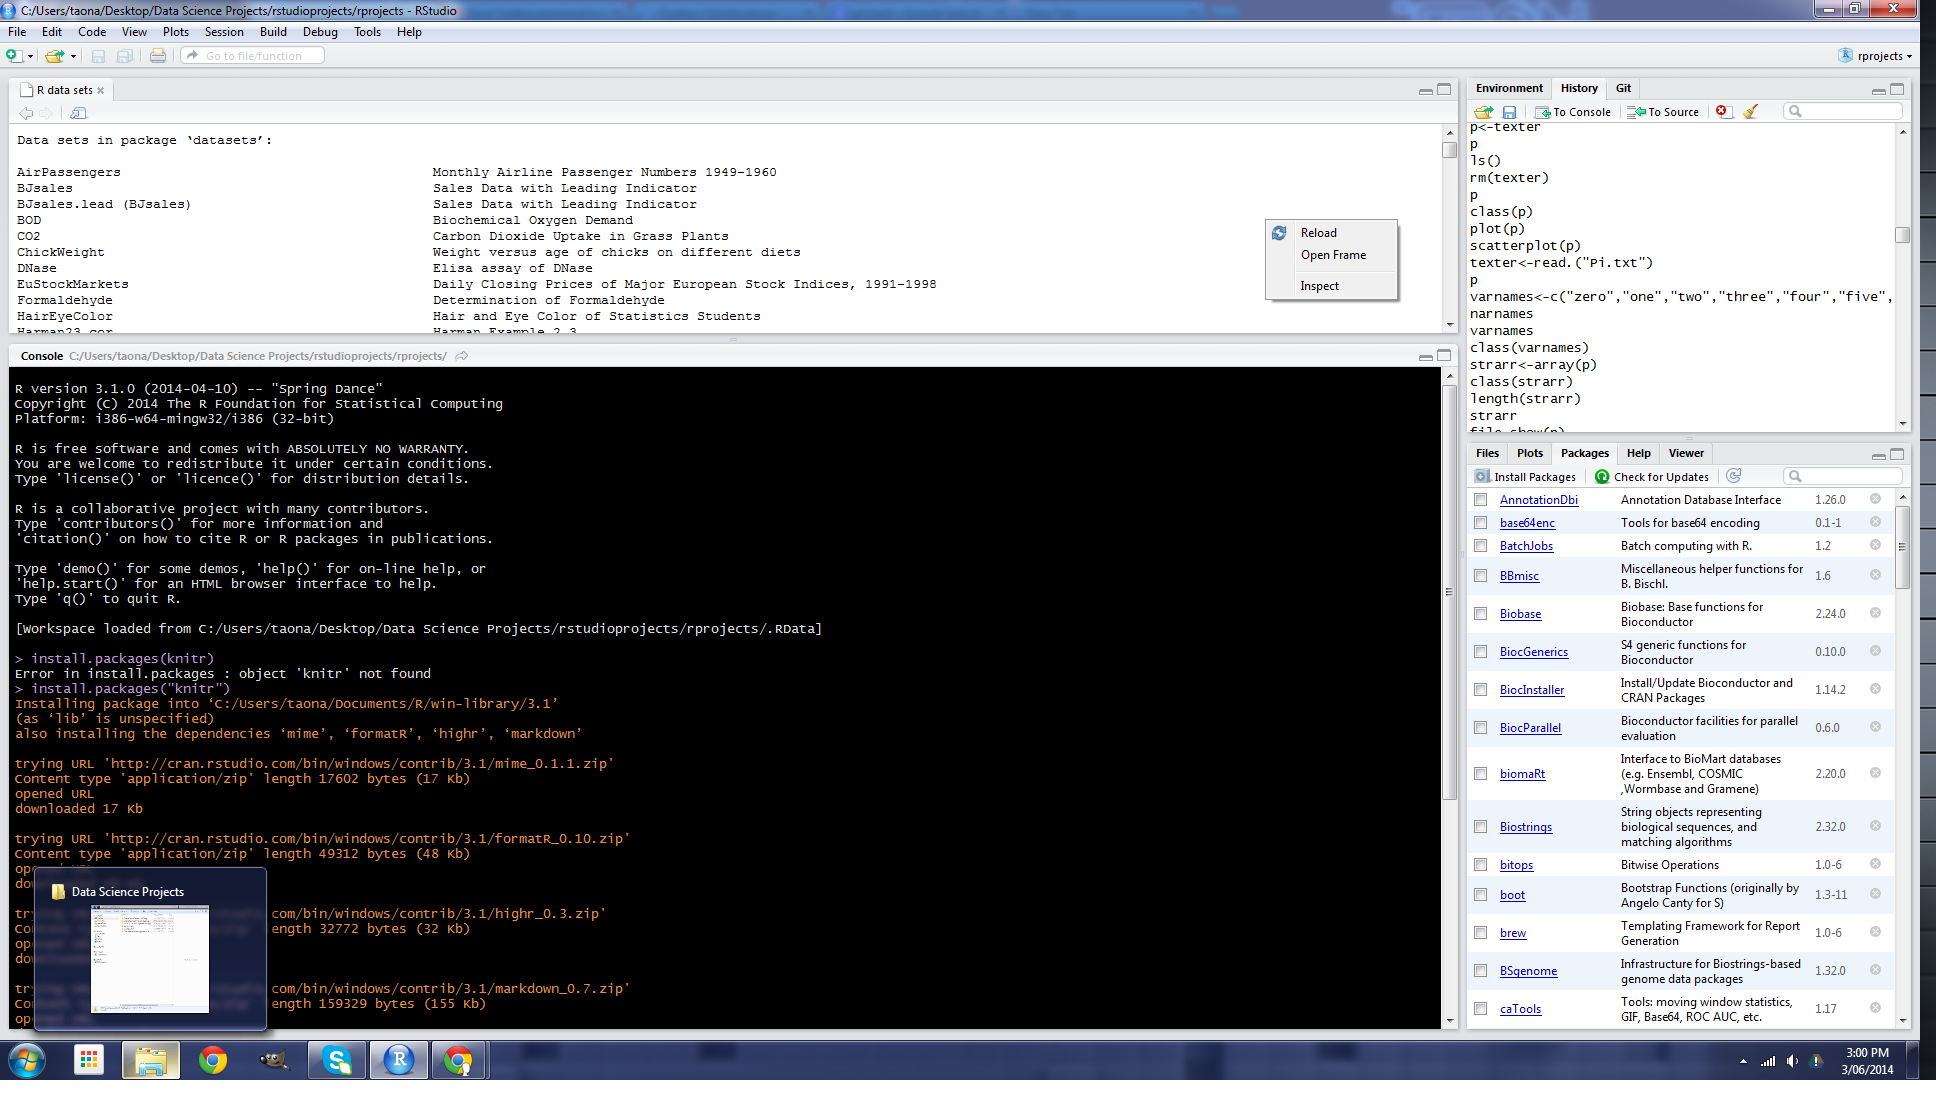 C:/Users/taona/Desktop/Data Science Projects/rstudioprojects/rprojects - RStudio
File Edit Code View Plots Session Build Debug Tools Help
Go to file/function
rprojects
R data sets
Data sets in package ‘datasets’:
AirPassengers Monthly Airline Passenger Numbers 1949-1960
BJsales Sales Data with Leading Indicator
BJsales.lead (BJsales) Sales Data with Leading Indicator
BOD Biochemical Oxygen Demand
CO2 Carbon Dioxide Uptake in Grass Plants
ChickWeight Weight versus age of chicks on different diets
DNase Elisa assay of DNase
EuStockMarkets Daily Closing Prices of Major European Stock Indices, 1991-1998
Formaldehyde Determination of Formaldehyde
HairEyeColor Hair and Eye Color of Statistics Students
Harman23.cor Harman Example 2.3
Reload
Open Frame
Inspect
Console C:/Users/taona/Desktop/Data Science Projects/rstudioprojects/rprojects/
R version 3.1.0 (2014-04-10) -- "Spring Dance"
Copyright (C) 2014 The R Foundation for Statistical Computing
Platform: i386-w64-mingw32/i386 (32-bit)
R is free software and comes with ABSOLUTELY NO WARRANTY.
You are welcome to redistribute it under certain conditions.
Type 'license()' or 'licence()' for distribution details.
R is a collaborative project with many contributors.
Type 'contributors()' for more information and
'citation()' on how to cite R or R packages in publications.
Type 'demo()' for some demos, 'help()' for on-line help, or
'help.start()' for an HTML browser interface to help.
Type 'q()' to quit R.
[Workspace loaded from C:/Users/taona/Desktop/Data Science Projects/rstudioprojects/rprojects/.RData]
> install.packages(knitr)
Error in install.packages : object 'knitr' not found
> install.packages("knitr")
Installing package into ‘C:/Users/taona/Documents/R/win-library/3.1’
(as ‘lib’ is unspecified)
also installing the dependencies ‘mime’, ‘formatR’, ‘highr’, ‘markdown’
trying URL 'http://cran.rstudio.com/bin/windows/contrib/3.1/mime_0.1.1.zip'
Content type 'application/zip' length 17602 bytes (17 Kb)
opened URL
downloaded 17 Kb
trying URL 'http://cran.rstudio.com/bin/windows/contrib/3.1/formatR_0.10.zip'
Content type 'application/zip' length 49312 bytes (48 Kb)
op
do
tr .com/bin/windows/contrib/3.1/highr_0.3.zip'
Co ength 32772 bytes (32 Kb)
op
do
tr .com/bin/windows/contrib/3.1/markdown_0.7.zip'
Co ength 159329 bytes (155 Kb)
op
Data Science Projects
Environment History Git
To Console To Source
p<-texter
p
ls()
rm(texter)
p
class(p)
plot(p)
scatterplot(p)
texter<-read.("Pi.txt")
p
varnames<-c("zero","one","two","three","four","five",
narnames
varnames
class(varnames)
strarr<-array(p)
class(strarr)
length(strarr)
strarr
file.show(p)
Files Plots Packages Help Viewer
Install Packages Check for Updates
AnnotationDbi Annotation Database Interface 1.26.0
base64enc Tools for base64 encoding 0.1-1
BatchJobs Batch computing with R. 1.2
BBmisc Miscellaneous helper functions for B. Bischl. 1.6
Biobase Biobase: Base functions for Bioconductor 2.24.0
BiocGenerics S4 generic functions for Bioconductor 0.10.0
BiocInstaller Install/Update Bioconductor and CRAN Packages 1.14.2
BiocParallel Bioconductor facilities for parallel evaluation 0.6.0
biomaRt Interface to BioMart databases (e.g. Ensembl, COSMIC ,Wormbase and Gramene) 2.20.0
Biostrings String objects representing biological sequences, and matching algorithms 2.32.0
bitops Bitwise Operations 1.0-6
boot Bootstrap Functions (originally by Angelo Canty for S) 1.3-11
brew Templating Framework for Report Generation 1.0-6
BSgenome Infrastructure for Biostrings-based genome data packages 1.32.0
caTools Tools: moving window statistics, GIF, Base64, ROC AUC, etc. 1.17
3:00 PM
3/06/2014